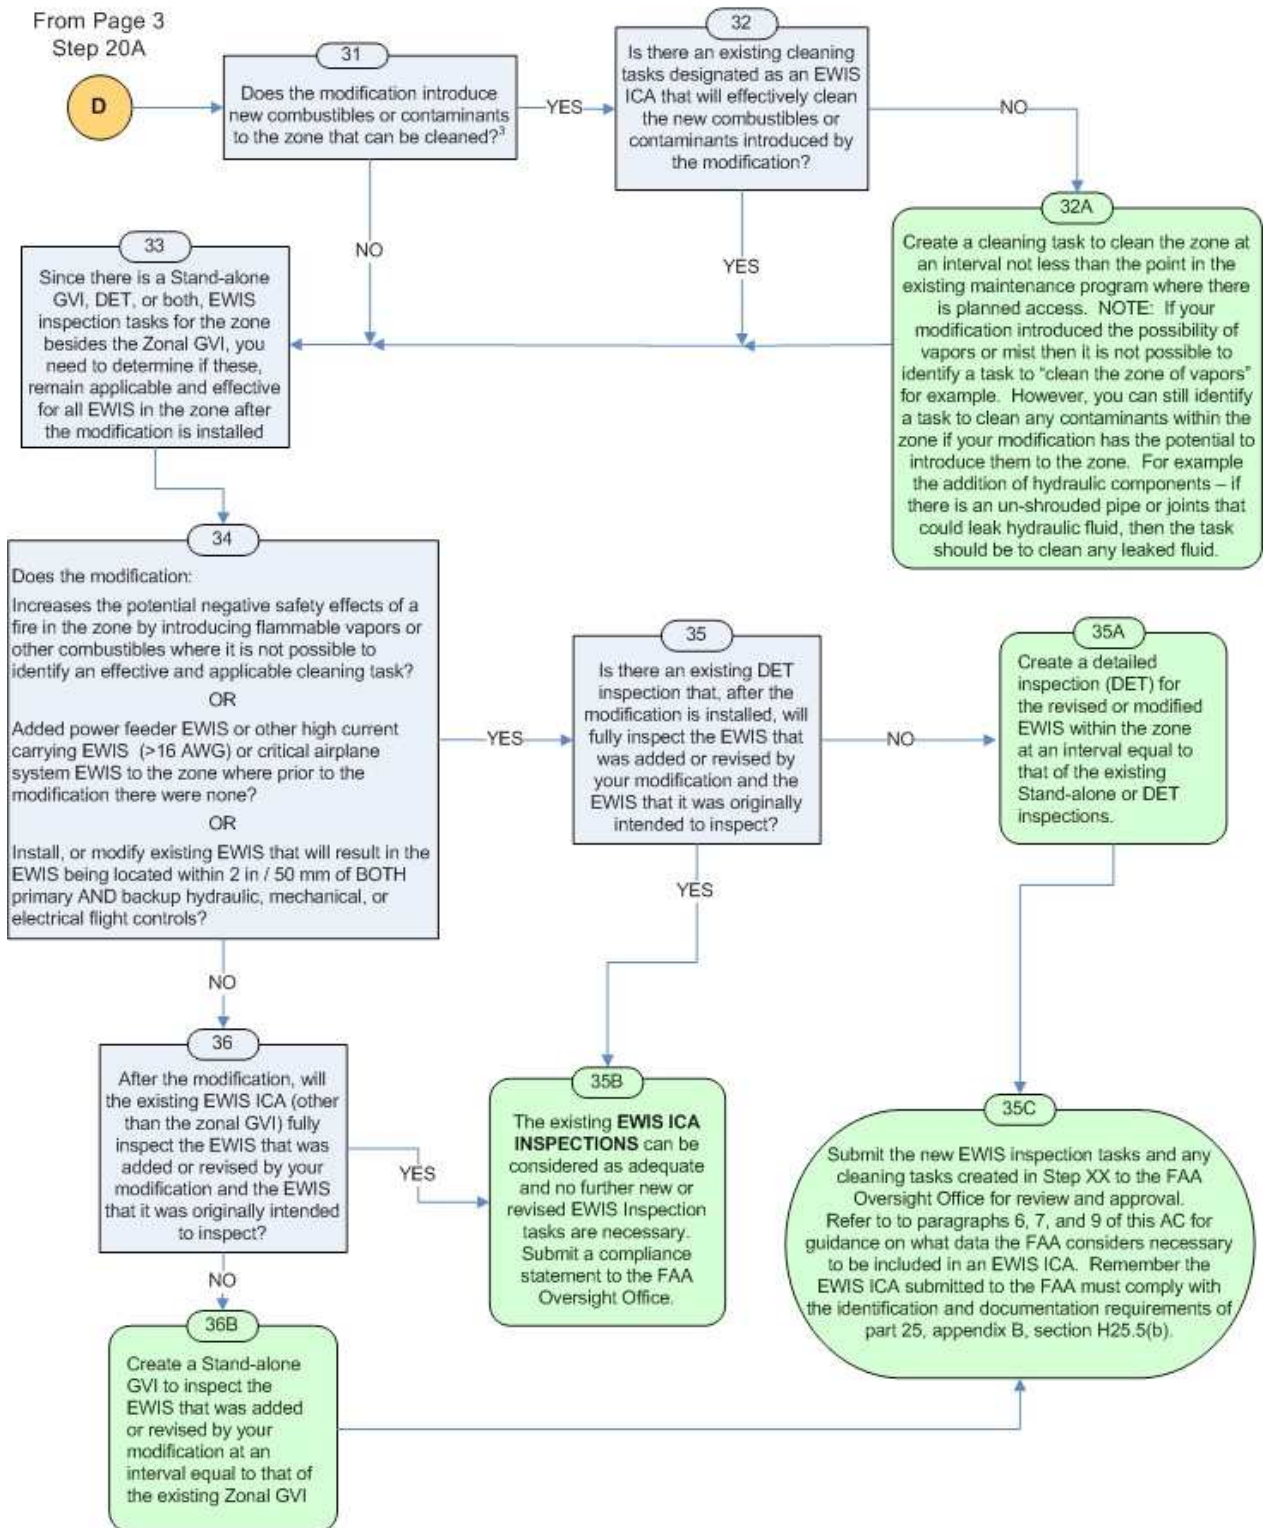 From Page 3
Step 20A
D
31
Does the modification introduce
new combustibles or contaminants
to the zone that can be cleaned?³
YES
NO
32
Is there an existing cleaning
tasks designated as an EWIS
ICA that will effectively clean
the new combustibles or
contaminants introduced by
the modification?
NO
YES
32A
Create a cleaning task to clean the zone at
an interval not less than the point in the
existing maintenance program where there
is planned access. NOTE: If your
modification introduced the possibility of
vapors or mist then it is not possible to
identify a task to “clean the zone of vapors”
for example. However, you can still identify
a task to clean any contaminants within the
zone if your modification has the potential to
introduce them to the zone. For example
the addition of hydraulic components – if
there is an un-shrouded pipe or joints that
could leak hydraulic fluid, then the task
should be to clean any leaked fluid.
33
Since there is a Stand-alone
GVI, DET, or both, EWIS
inspection tasks for the zone
besides the Zonal GVI, you
need to determine if these,
remain applicable and effective
for all EWIS in the zone after
the modification is installed
34
Does the modification:
Increases the potential negative safety effects of a
fire in the zone by introducing flammable vapors or
other combustibles where it is not possible to
identify an effective and applicable cleaning task?
OR
Added power feeder EWIS or other high current
carrying EWIS (>16 AWG) or critical airplane
system EWIS to the zone where prior to the
modification there were none?
OR
Install, or modify existing EWIS that will result in the
EWIS being located within 2 in / 50 mm of BOTH
primary AND backup hydraulic, mechanical, or
electrical flight controls?
YES
NO
35
Is there an existing DET
inspection that, after the
modification is installed, will
fully inspect the EWIS that
was added or revised by
your modification and the
EWIS that it was originally
intended to inspect?
NO
YES
35A
Create a detailed
inspection (DET) for
the revised or modified
EWIS within the zone
at an interval equal to
that of the existing
Stand-alone or DET
inspections.
36
After the modification, will
the existing EWIS ICA (other
than the zonal GVI) fully
inspect the EWIS that was
added or revised by your
modification and the EWIS
that it was originally intended
to inspect?
YES
NO
35B
The existing EWIS ICA
INSPECTIONS can be
considered as adequate
and no further new or
revised EWIS Inspection
tasks are necessary.
Submit a compliance
statement to the FAA
Oversight Office.
35C
Submit the new EWIS inspection tasks and any
cleaning tasks created in Step XX to the FAA
Oversight Office for review and approval.
Refer to to paragraphs 6, 7, and 9 of this AC for
guidance on what data the FAA considers necessary
to be included in an EWIS ICA. Remember the
EWIS ICA submitted to the FAA must comply with
the identification and documentation requirements of
part 25, appendix B, section H25.5(b).
36B
Create a Stand-alone
GVI to inspect the
EWIS that was added
or revised by your
modification at an
interval equal to that of
the existing Zonal GVI